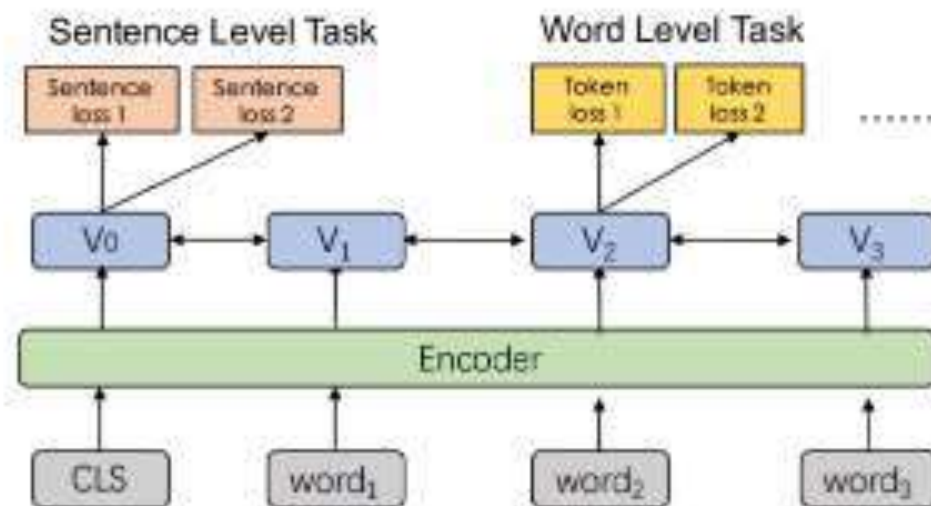 Sentence Level Task
Word Level Task
Sentence
loss 1
Sentence
loss 2
Token
loss 1
Token
loss 2
......
V0
V₁
V₂
V₃
Encoder
CLS
word₁
word₂
word₃